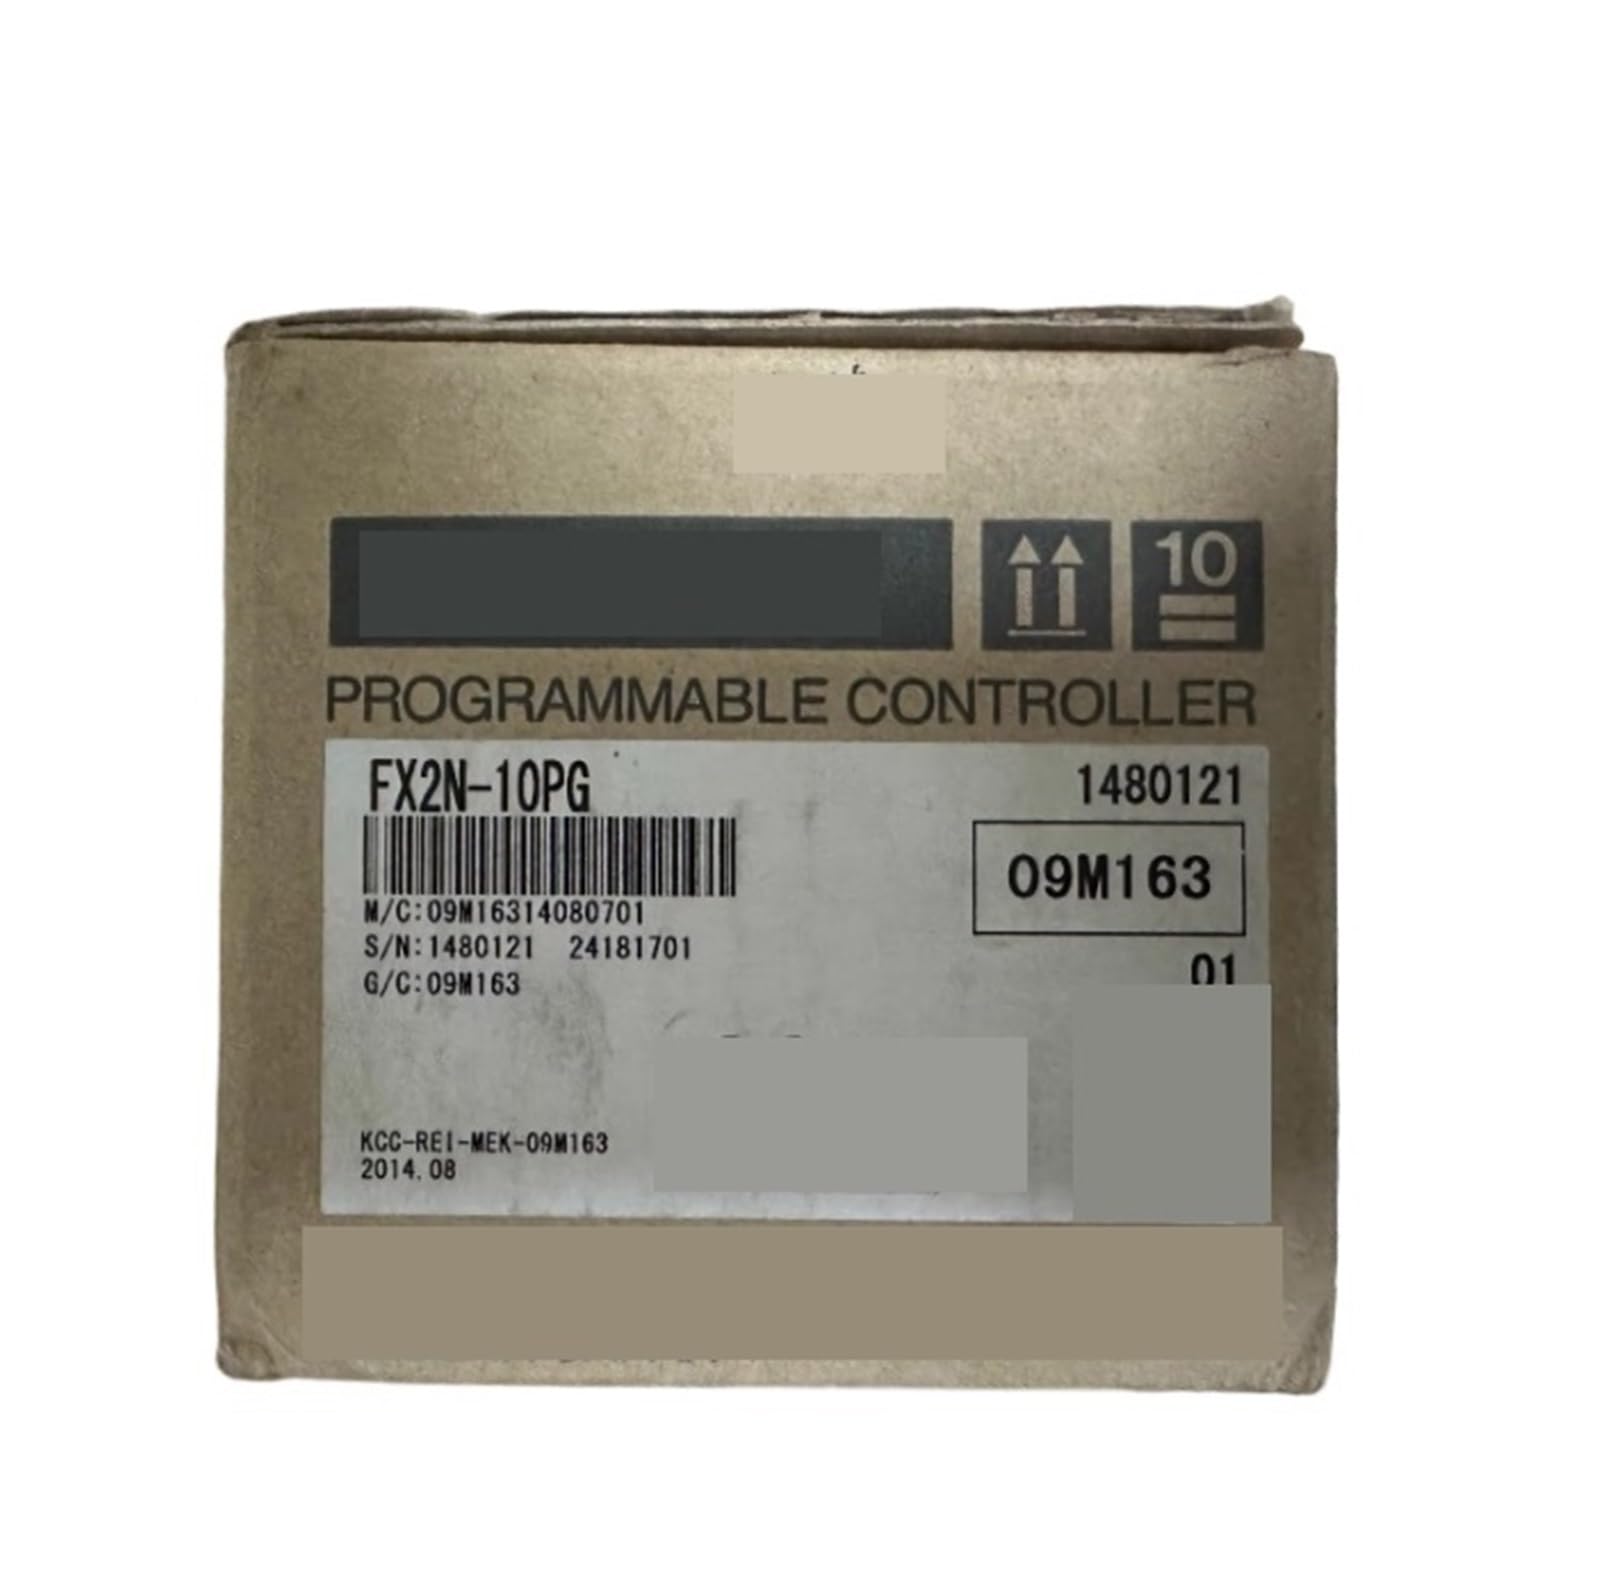 10
PROGRAMMABLE CONTROLLER
FX2N-10PG
1480121
09M163
M/C:09M16314080701
S/N:1480121 24181701
G/C:09M163
01
KCC-REI-MEK-09M163
2014.08